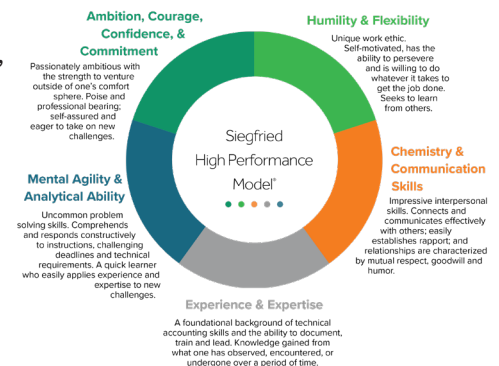 Ambition, Courage,
Confidence, &
Commitment
Passionately ambitious with
the strength to venture
outside of one's comfort
sphere. Poise and
professional bearing;
self-assured and
eager to take on new
challenges.
Humility & Flexibility
Unique work ethic.
Self-motivated, has the
ability to persevere
and is willing to do
whatever it takes to
get the job done.
Seeks to learn
from others.
Siegfried
High Performance
Model®
Mental Agility &
Analytical Ability
Uncommon problem
solving skills. Comprehends
and responds constructively
to instructions, challenging
deadlines and technical
requirements. A quick learner
who easily applies experience and
expertise to new
challenges.
Chemistry &
Communication
Skills
Impressive interpersonal
skills. Connects and
communicates effectively
with others; easily
establishes rapport; and
relationships are characterized
by mutual respect, goodwill and
humor.
Experience & Expertise
A foundational background of technical
accounting skills and the ability to document,
train and lead. Knowledge gained from
what one has observed, encountered, or
undergone over a period of time.